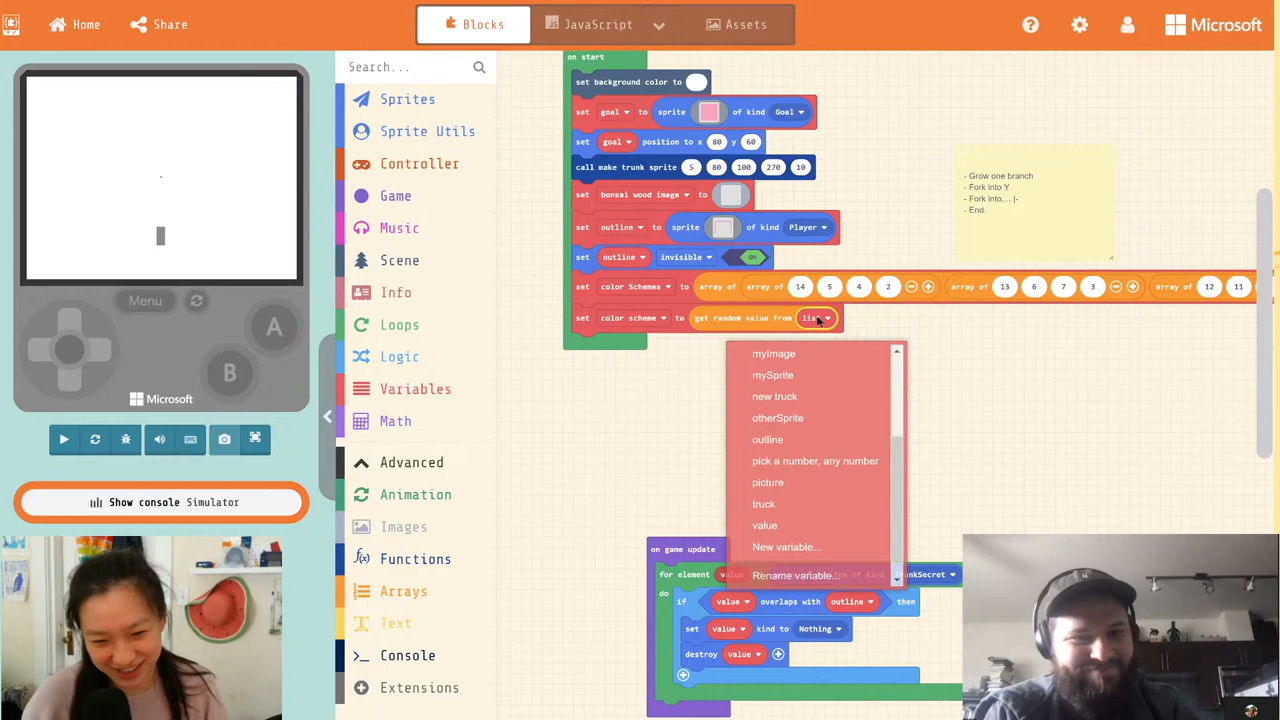 Home
Share
Blocks
JavaScript
Assets
Microsoft
Menu
A
B
Microsoft
Show console Simulator
Search...
Sprites
Sprite Utils
Controller
Game
Music
Scene
Info
Loops
Logic
Variables
Math
Advanced
Animation
Images
Functions
Arrays
Text
Console
Extensions
on start
set background color to
set goal to sprite of kind Goal
set goal position to x 80 y 60
call make trunk sprite 5 80 100 270 10
set bonsai wood image to
set outline to sprite of kind Player
set outline invisible ON
set color Schemes to array of array of 14 5 4 2 array of 13 6 7 3 array of 12 11
set color scheme to get random value from list
- Grow one branch
- Fork into Y
- Fork into.... |-
- End.
myImage
mySprite
new truck
otherSprite
outline
pick a number, any number
picture
truck
value
New variable...
Rename variable...
on game update
for element value of kind TrunkSecret
do if value overlaps with outline then
set value kind to Nothing
destroy value